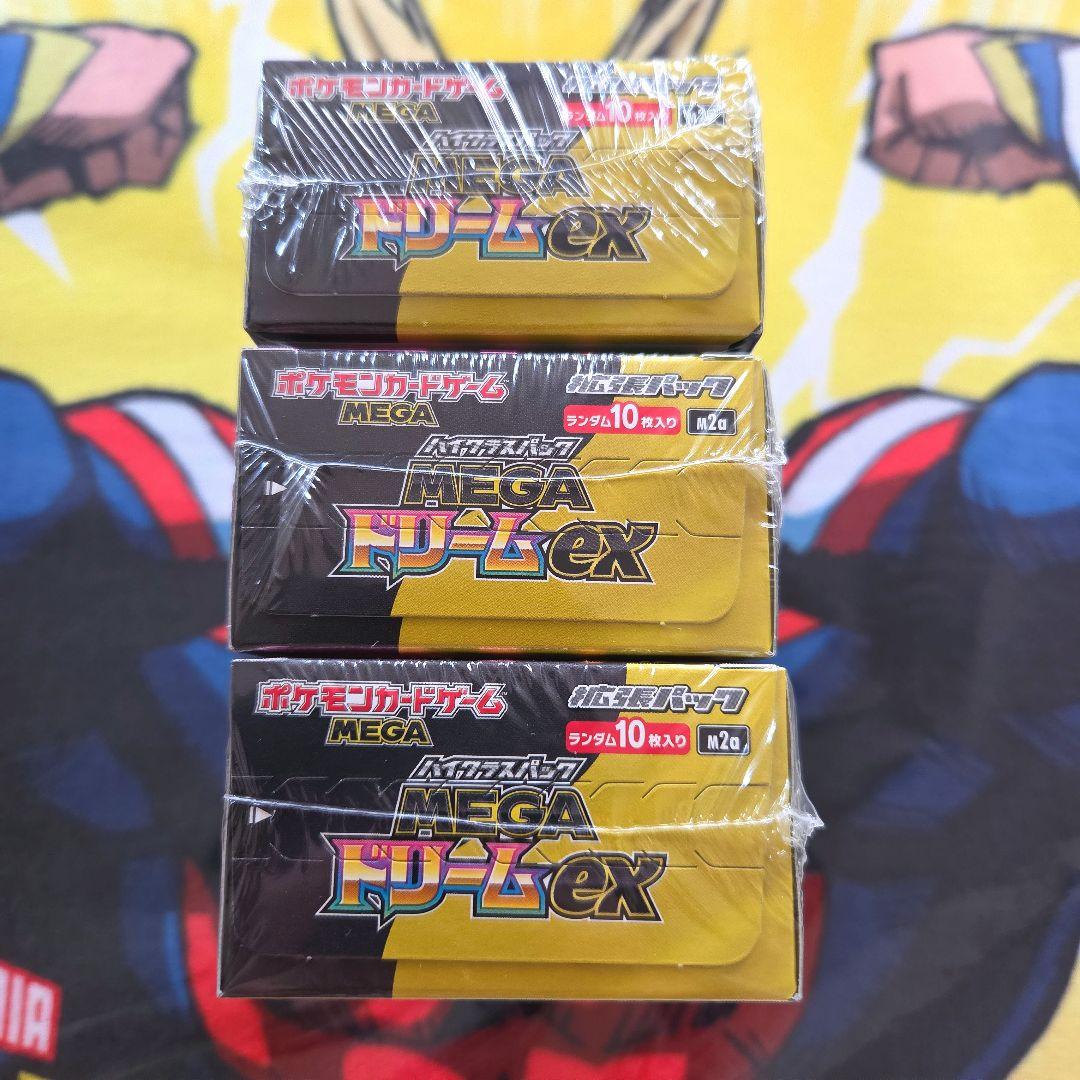 ポケモンカードゲーム
MEGA
拡張パック
ランダム10枚入り
ハイクラスパック
MEGA
ドリームex
ポケモンカードゲーム
MEGA
拡張パック
ランダム10枚入り M2a
ハイクラスパック
MEGA
ドリームex
ポケモンカードゲーム
MEGA
拡張パック
ランダム10枚入り M2a
ハイクラスパック
MEGA
ドリームex